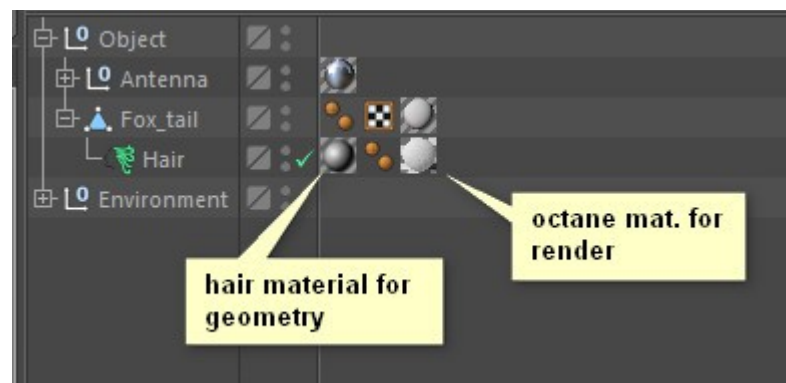 Object
Antenna
Fox_tail
Hair
Environment
octane mat. for
render
hair material for
geometry